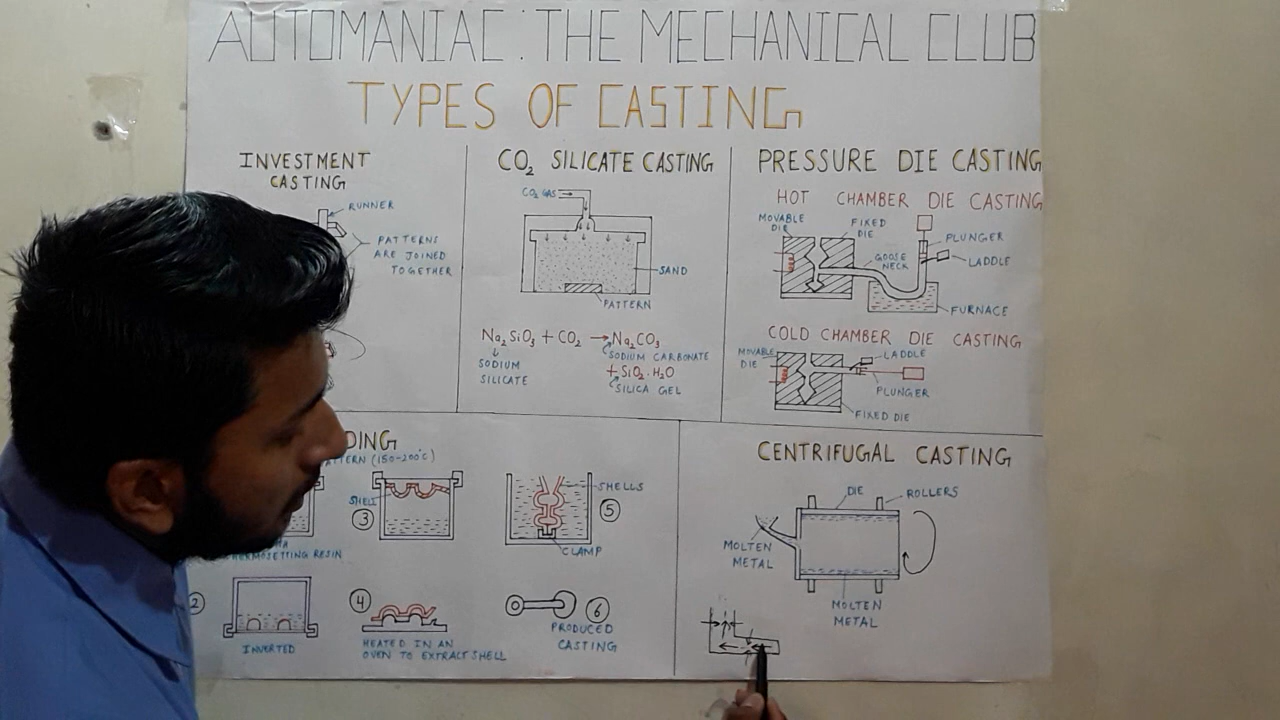 AUTOMANIAC : THE MECHANICAL CLUB
TYPES OF CASTING
INVESTMENT
CASTING
RUNNER
PATTERNS
ARE JOINED
TOGETHER
CO₂ SILICATE CASTING
CO₂ GAS
SAND
PATTERN
Na₂SiO₃ + CO₂ → Na₂CO₃
SODIUM
SILICATE
SODIUM CARBONATE
+ SiO₂.H₂O
SILICA GEL
PRESSURE DIE CASTING
HOT CHAMBER DIE CASTING
MOVABLE
DIE
FIXED
DIE
PLUNGER
GOOSE
NECK
LADDLE
FURNACE
COLD CHAMBER DIE CASTING
MOVABLE
DIE
LADDLE
PLUNGER
FIXED DIE
DING
TERN (150-200°C)
SHELL
3
SHELLS
5
CLAMP
RMOSETTING RESIN
2
INVERTED
4
HEATED IN AN
OVEN TO EXTRACT SHELL
6
PRODUCED
CASTING
CENTRIFUGAL CASTING
DIE
ROLLERS
MOLTEN
METAL
MOLTEN
METAL